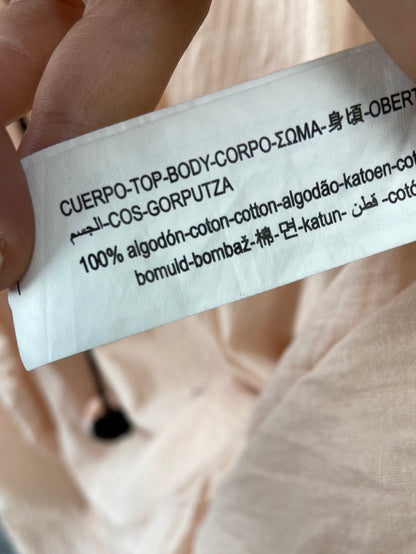 CUERPO-TOP-BODY-CORPO-ΣΩΜΑ-身頃-OBERT
الجسم-COS-GORPUTZA
100% algodón-coton-cotton-algodão-katoen-cot
bomuld-bombaž-棉-면-katun- قطن -cott